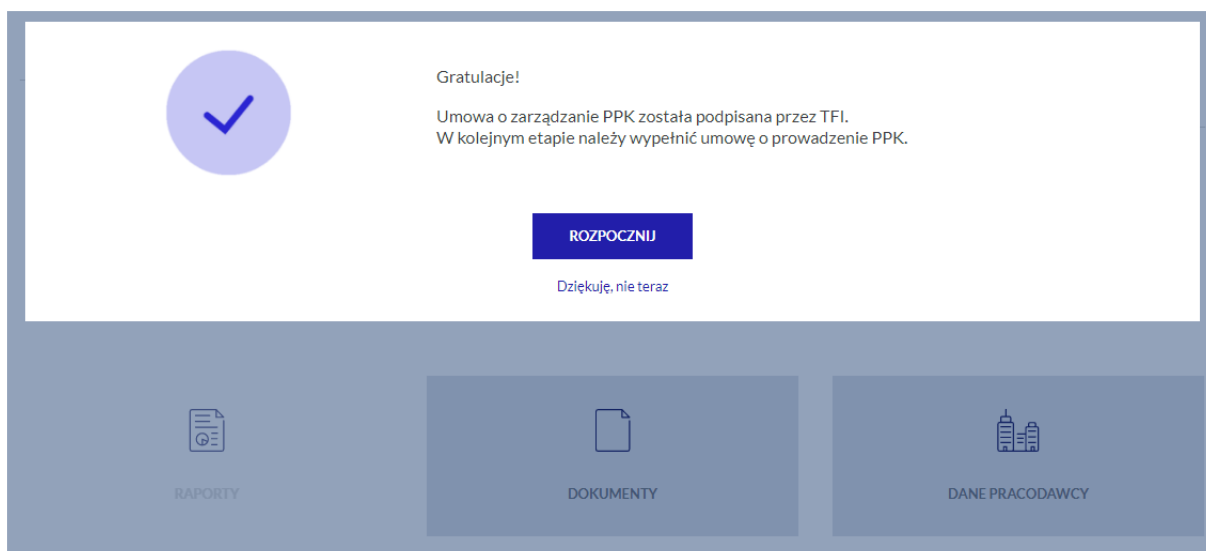 Gratulacje!
Umowa o zarządzanie PPK została podpisana przez TFI.
W kolejnym etapie należy wypełnić umowę o prowadzenie PPK.
ROZPOCZNIJ
Dziękuję, nie teraz
RAPORTY
DOKUMENTY
DANE PRACODAWCY